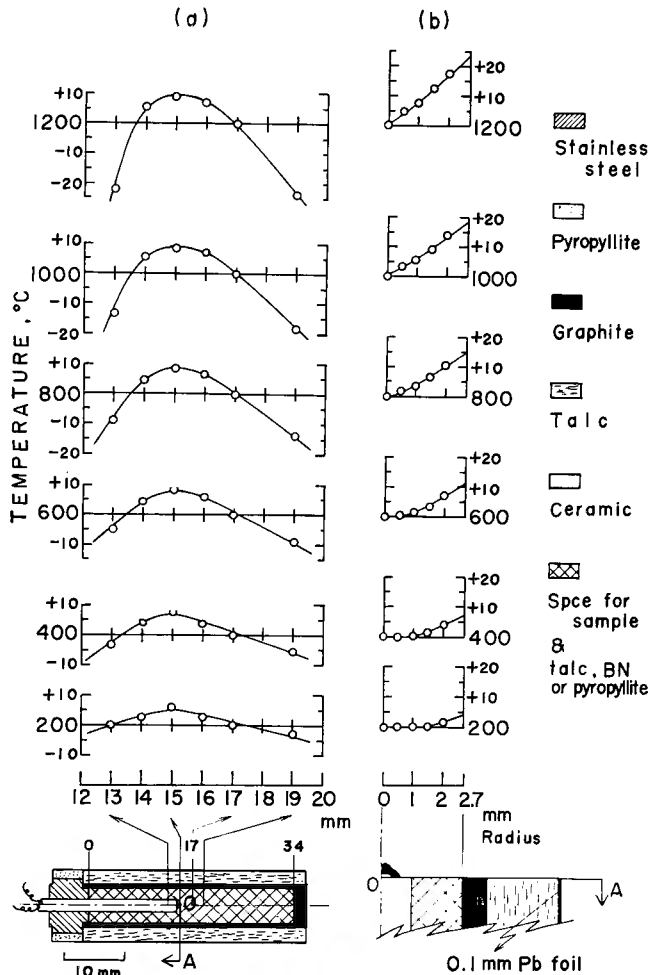 (a)
(b)
TEMPERATURE, °C
+10
1200
-10
-20
+10
1000
-10
-20
+10
800
-10
-20
+10
600
-10
+10
400
-10
+10
200
-10
12 13 14 15 16 17 18 19 20
mm
0 17 34
10 mm
A
+20
+10
1200
+20
+10
1000
+20
+10
800
+20
+10
600
+20
+10
400
+20
+10
200
0 1 2 2.7
mm
Radius
0
A
0.1 mm Pb foil
Stainless
steel
Pyropyllite
Graphite
Talc
Ceramic
Spce for
sample
&
talc, BN
or pyropyllite